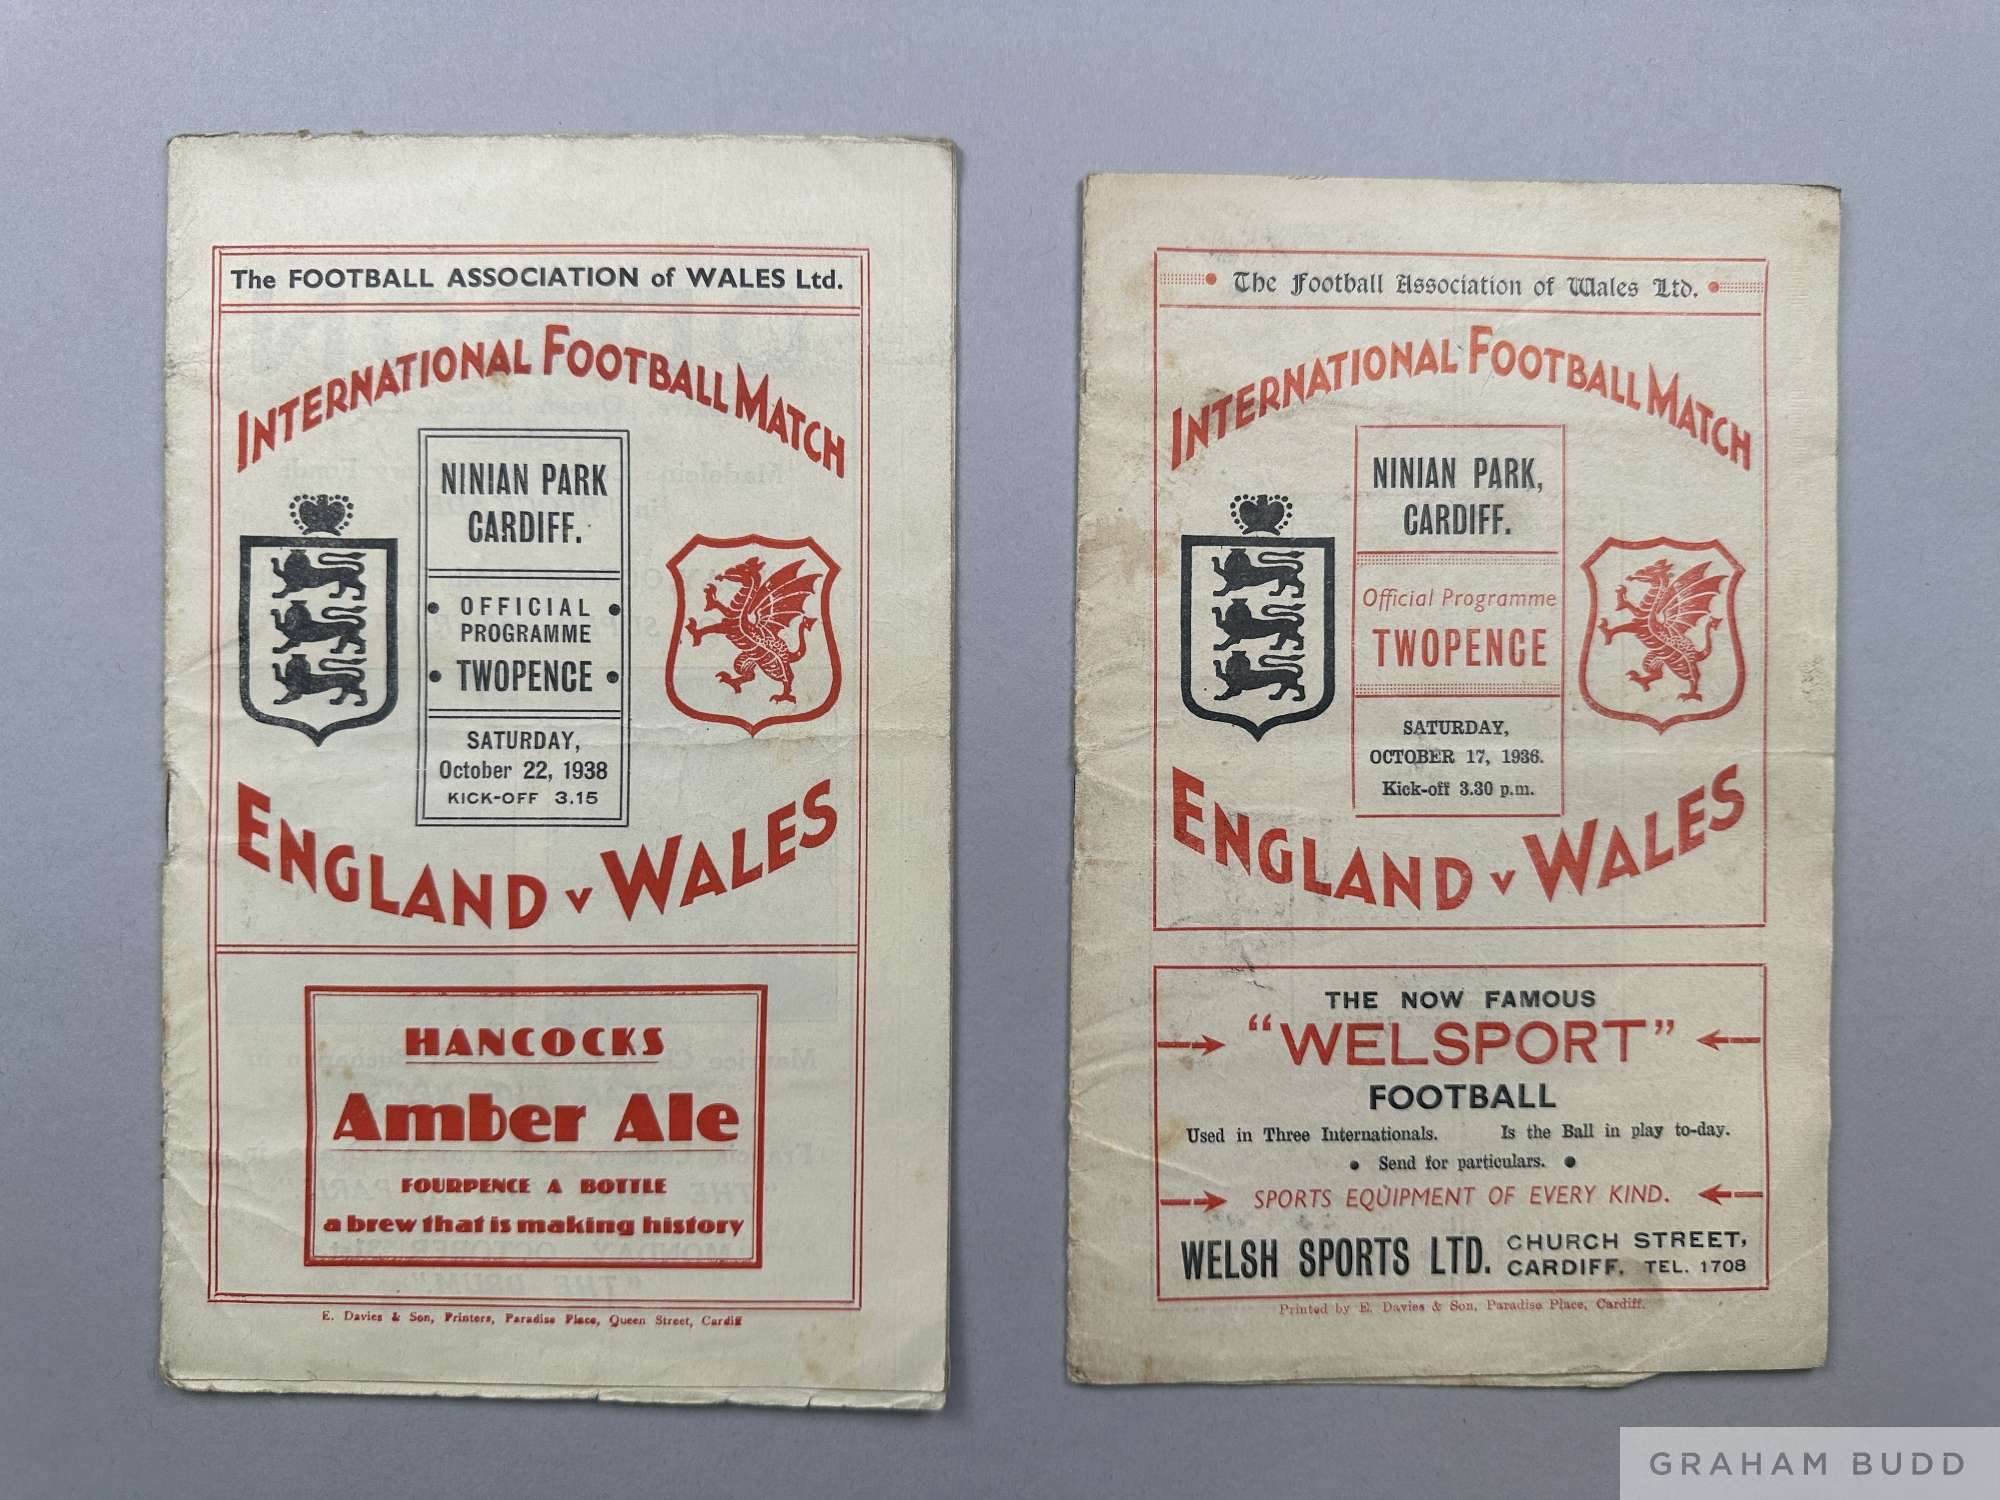 The FOOTBALL ASSOCIATION of WALES Ltd.
INTERNATIONAL FOOTBALL MATCH
NINIAN PARK
CARDIFF.
OFFICIAL
PROGRAMME
TWOPENCE
SATURDAY,
October 22, 1938
KICK-OFF 3.15
ENGLAND v WALES
HANCOCKS
Amber Ale
FOURPENCE A BOTTLE
a brew that is making history
E. Davies & Son, Printers, Paradise Place, Queen Street, Cardiff
The Football Association of Wales Ltd.
INTERNATIONAL FOOTBALL MATCH
NINIAN PARK,
CARDIFF.
Official Programme
TWOPENCE
SATURDAY,
OCTOBER 17, 1936.
Kick-off 3.30 p.m.
ENGLAND v WALES
THE NOW FAMOUS
"WELSPORT"
FOOTBALL
Used in Three Internationals. Is the Ball in play to-day.
• Send for particulars. •
SPORTS EQUIPMENT OF EVERY KIND.
WELSH SPORTS LTD. CHURCH STREET,
CARDIFF. TEL. 1708
Printed by E. Davies & Son, Paradise Place, Cardiff.
GRAHAM BUDD